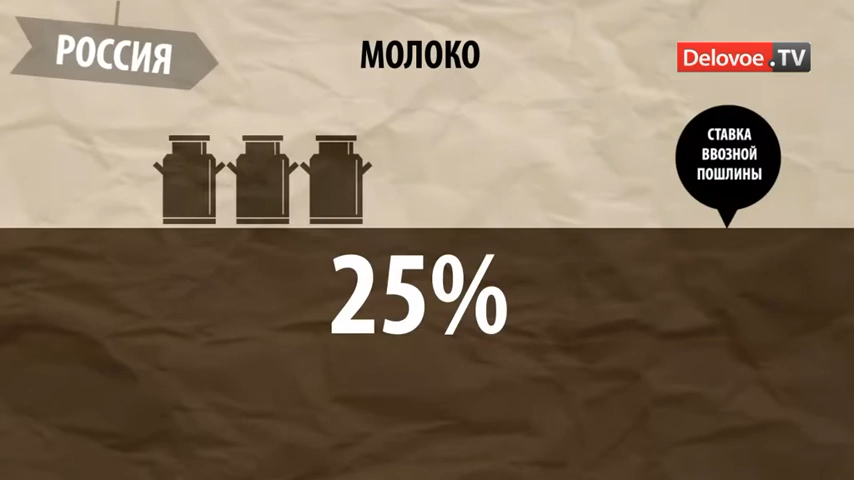 РОССИЯ
МОЛОКО
Delovoe.TV
СТАВКА
ВВОЗНОЙ
ПОШЛИНЫ
25%